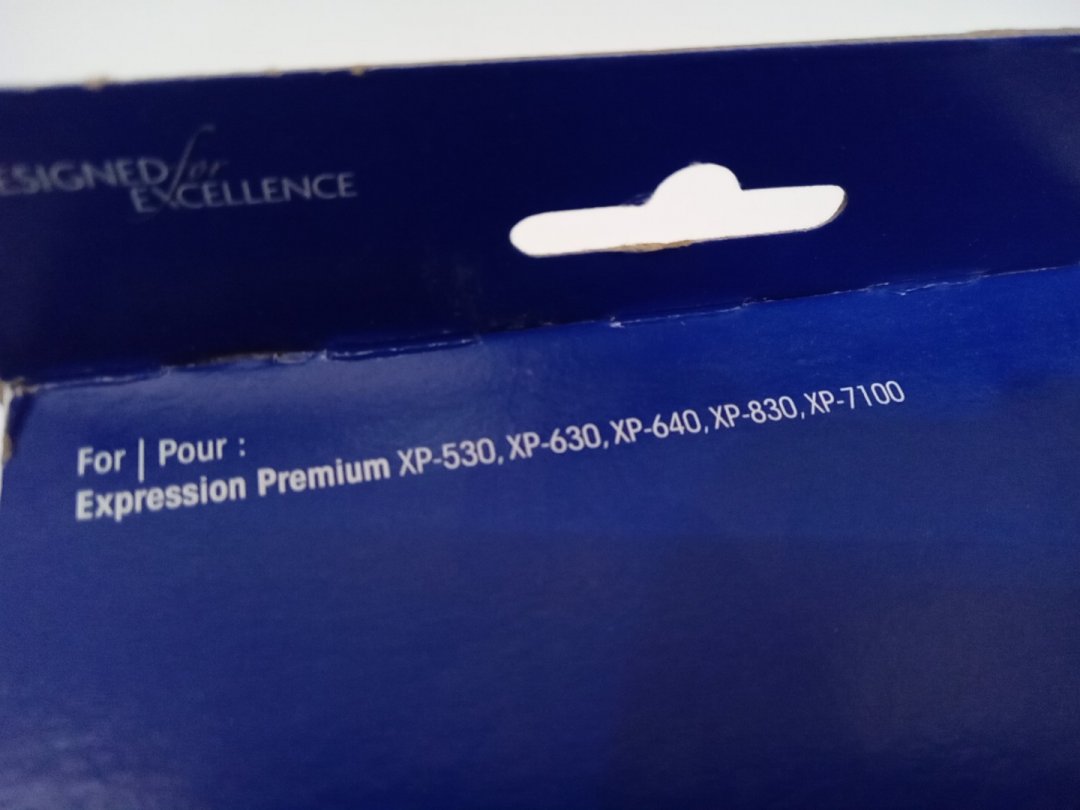 ESIGNED for
EXCELLENCE
For | Pour :
Expression Premium XP-530, XP-630, XP-640, XP-830, XP-7100